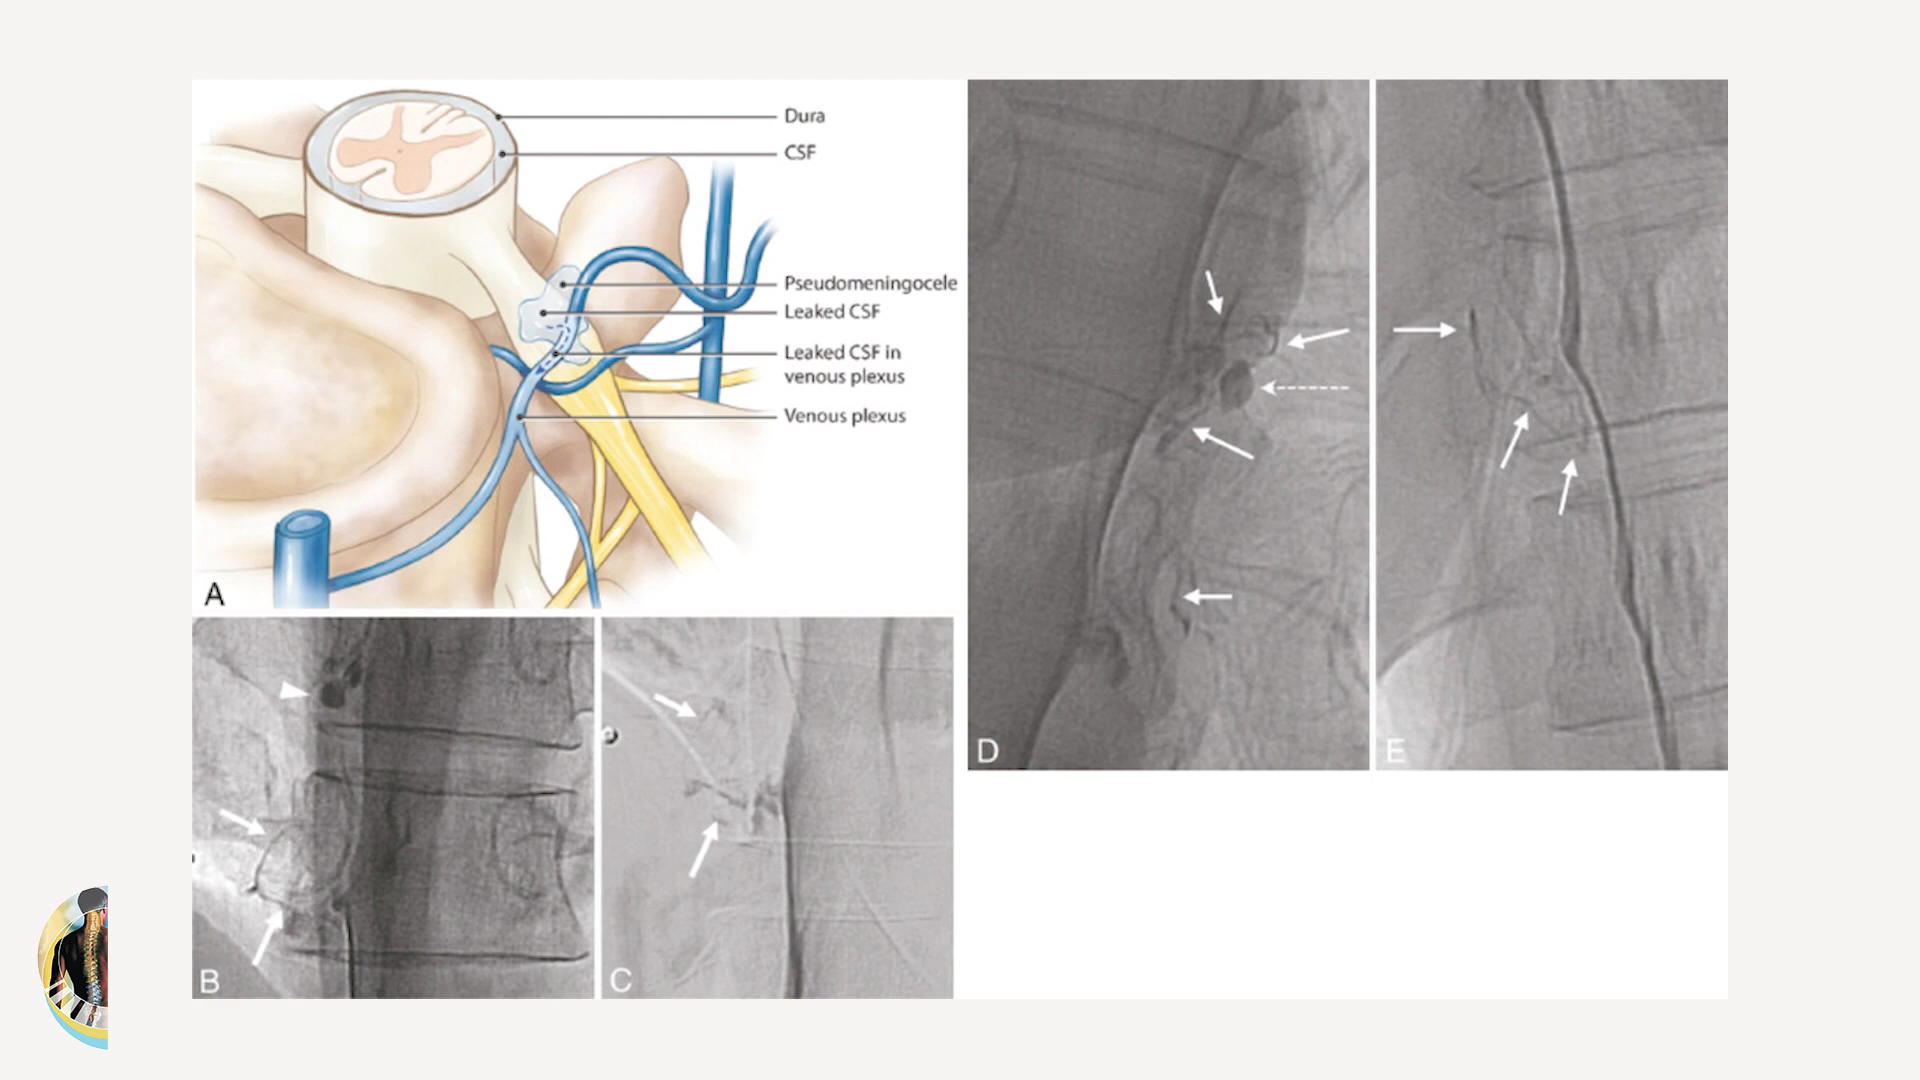 Dura
CSF
Pseudomeningocele
Leaked CSF
Leaked CSF in
venous plexus
Venous plexus
A
B
C
D
E